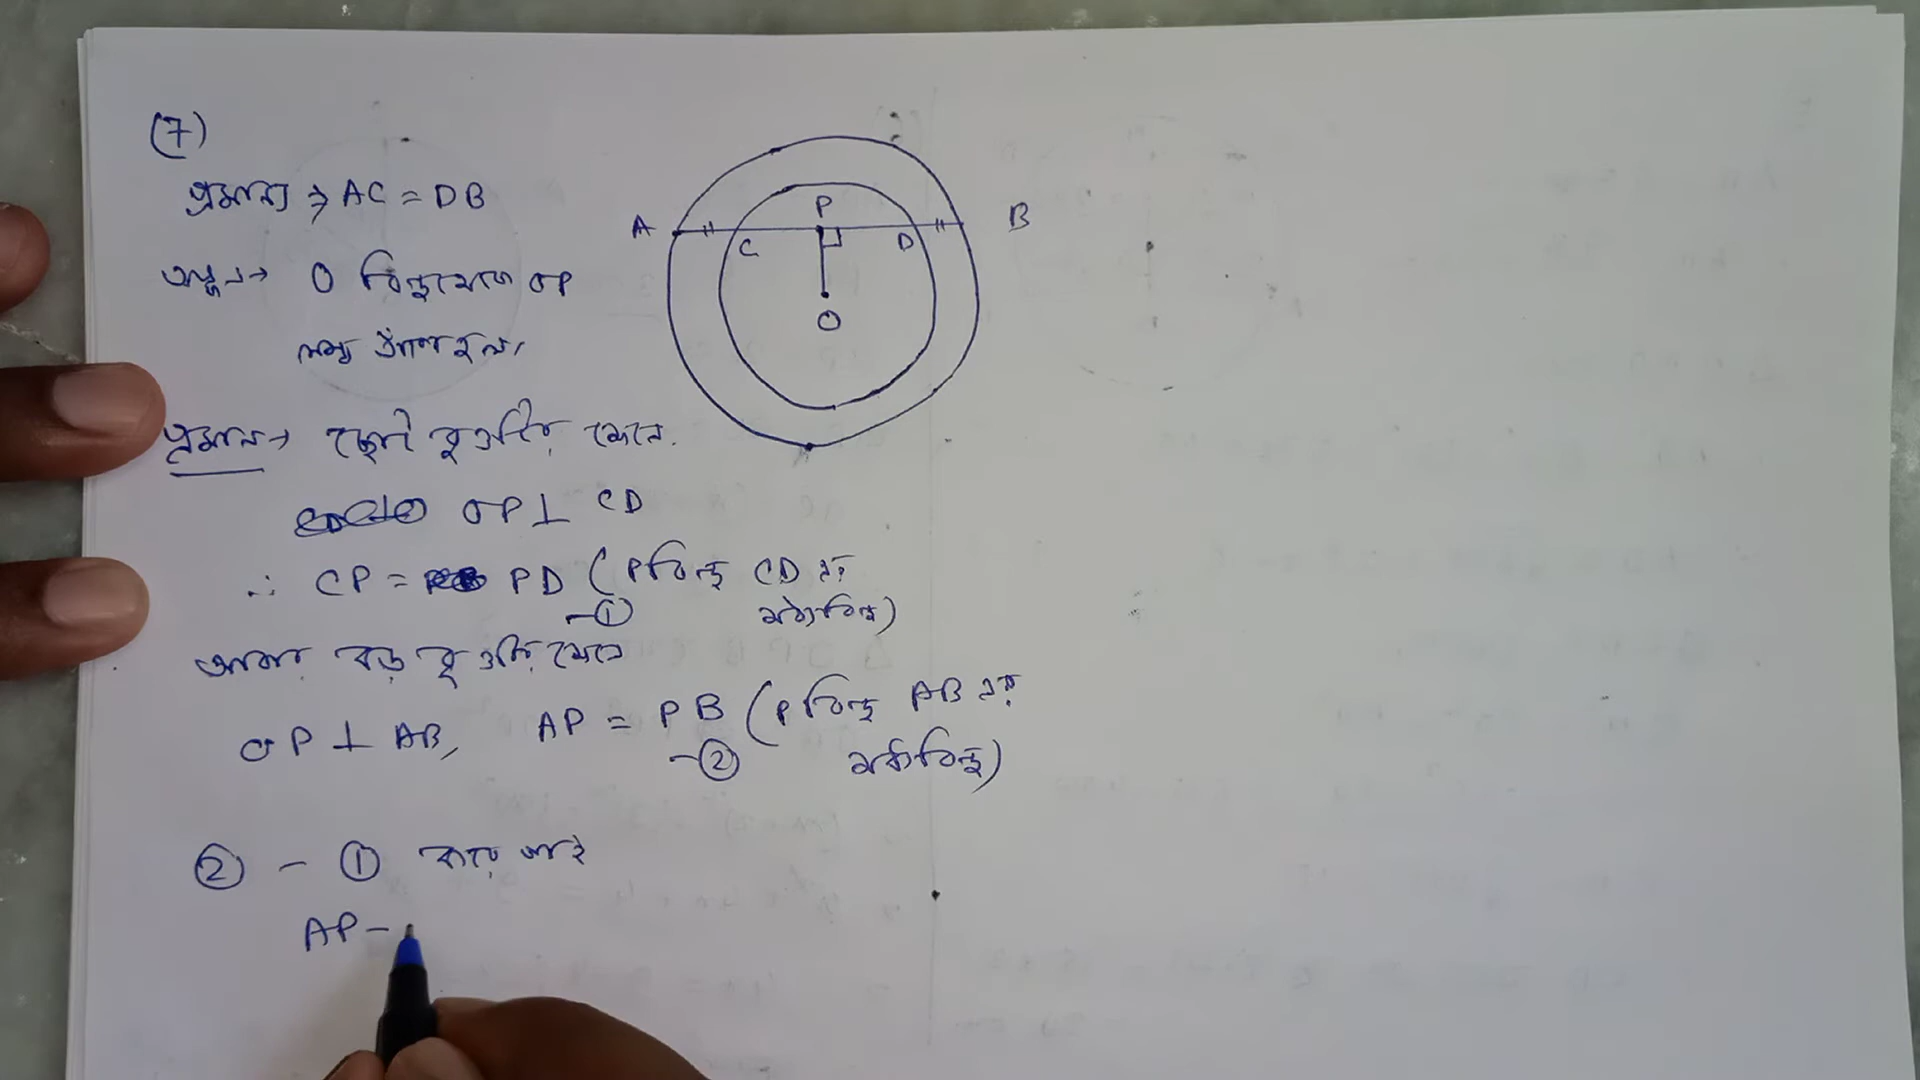 (7)
প্রমান্য → AC = DB
অঙ্কন → O বিন্দু থেকে OP
লম্ব টানা হল।
A C P D B
O
প্রমান → ছোট বৃত্তটির ক্ষেত্রে
OP ⊥ CD
∴ CP = PD (P বিন্দু CD এর
—① মধ্যবিন্দু)
আবার বড় বৃত্তটির ক্ষেত্রে
OP ⊥ AB, AP = PB (P বিন্দু AB এর
—② মধ্যবিন্দু)
② - ① করে পাই
AP -